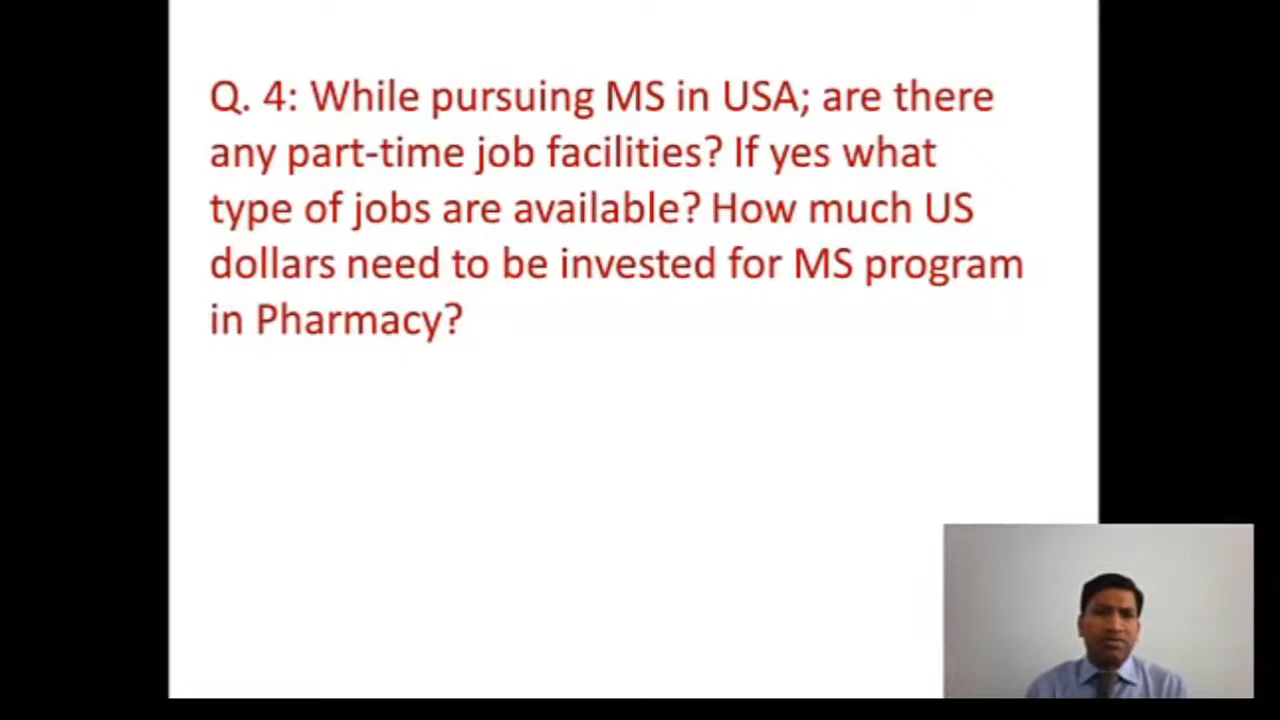 Q. 4: While pursuing MS in USA; are there
any part-time job facilities? If yes what
type of jobs are available? How much US
dollars need to be invested for MS program
in Pharmacy?